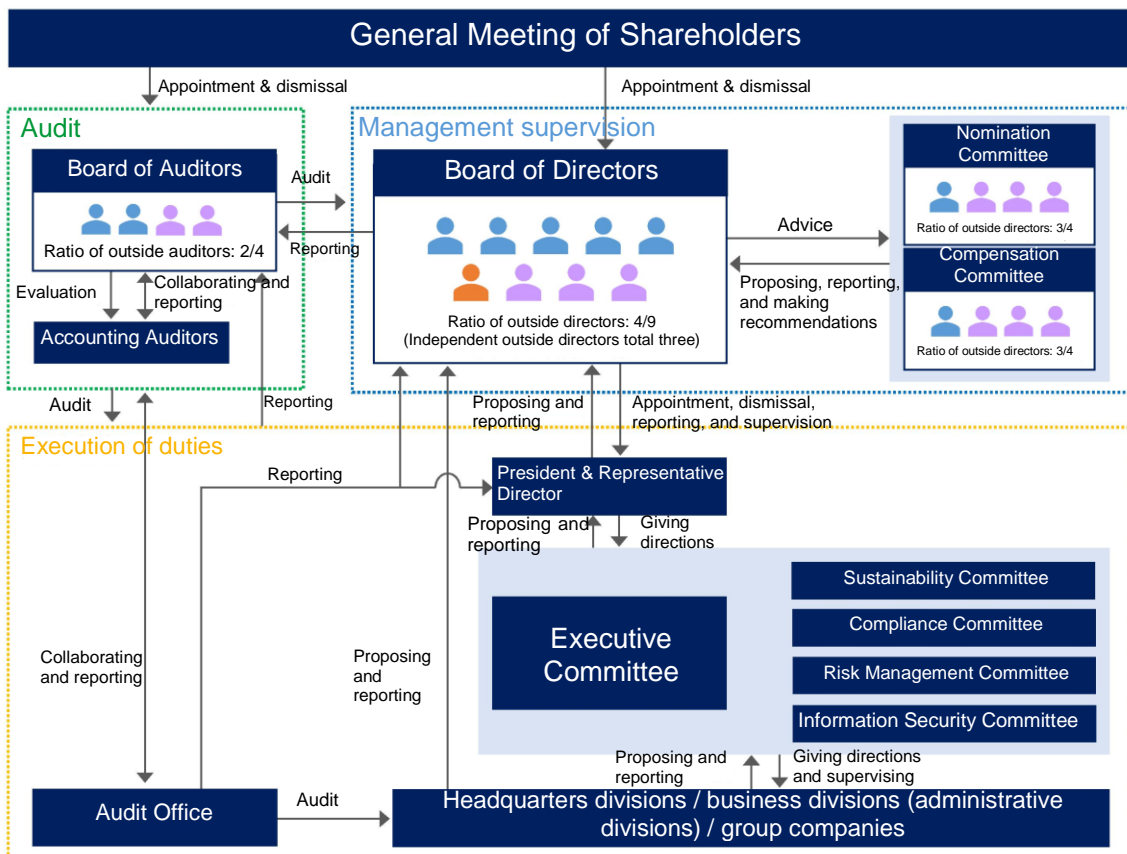 General Meeting of Shareholders
Appointment & dismissal
Appointment & dismissal
Audit
Board of Auditors
Ratio of outside auditors: 2/4
Evaluation
Collaborating and
reporting
Accounting Auditors
Audit
Reporting
Management supervision
Board of Directors
Ratio of outside directors: 4/9
(Independent outside directors total three)
Advice
Proposing, reporting,
and making
recommendations
Nomination
Committee
Ratio of outside directors: 3/4
Compensation
Committee
Ratio of outside directors: 3/4
Audit
Reporting
Proposing and
reporting
Appointment, dismissal,
reporting, and supervision
Execution of duties
Reporting
President & Representative
Director
Proposing and
reporting
Giving
directions
Executive
Committee
Sustainability Committee
Compliance Committee
Risk Management Committee
Information Security Committee
Collaborating
and reporting
Proposing
and
reporting
Proposing and
reporting
Giving directions
and supervising
Audit Office
Audit
Headquarters divisions / business divisions (administrative
divisions) / group companies